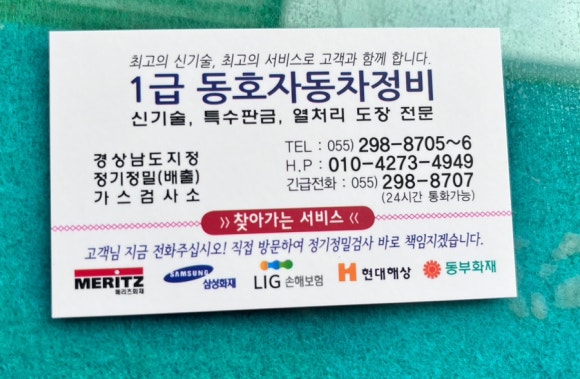 최고의 신기술, 최고의 서비스로 고객과 함께 합니다.
1급 동호자동차정비
신기술, 특수판금, 열처리 도장 전문
경상남도지정
정기정밀(배출)
가스검사소
TEL : 055) 298-8705~6
H.P : 010-4273-4949
긴급전화 : 055) 298-8707
(24시간 통화가능)
》 찾아가는 서비스 《
고객님 지금 전화주십시오! 직접 방문하여 정기정밀검사 바로 책임지겠습니다.
MERITZ 메리츠화재
SAMSUNG 삼성화재
LIG 손해보험
H 현대해상
동부화재